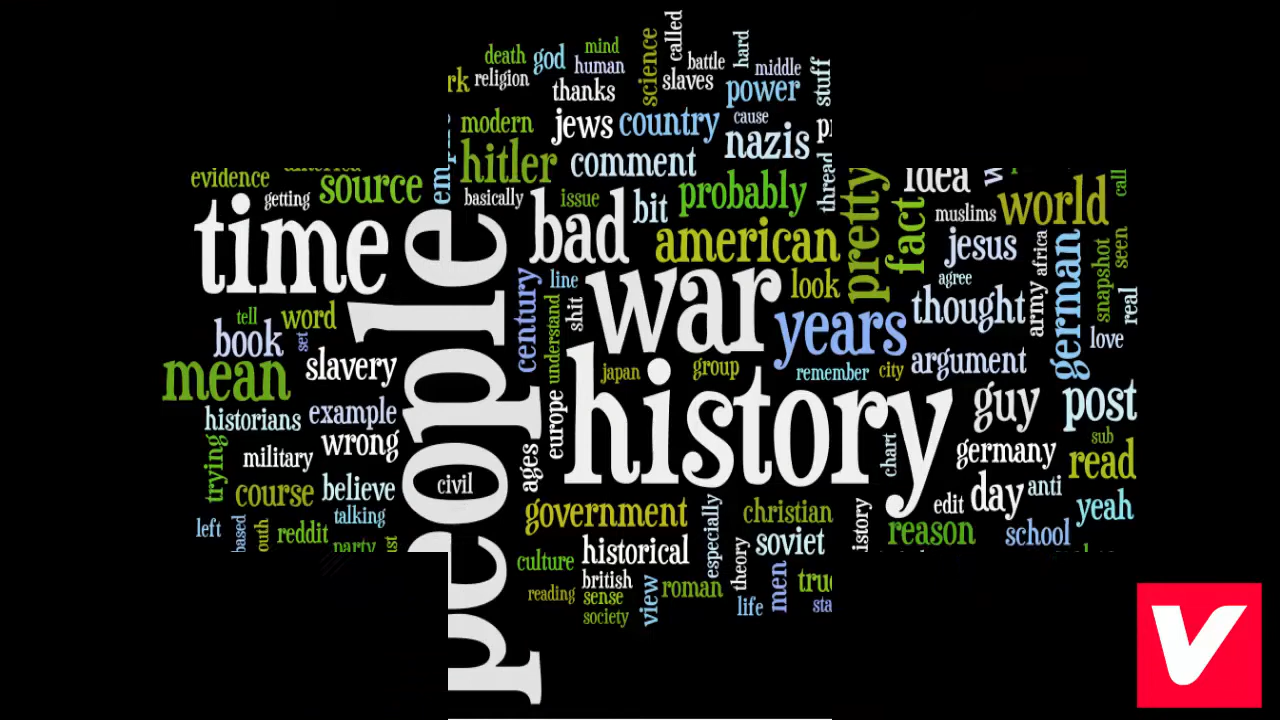 death
god
mind
human
science
called
battle
hard
middle
stuff
religion
thanks
slaves
power
modern
jews
country
cause
nazis
hitler
comment
thread
evidence
getting
source
basically
issue
bit
probably
pretty
idea
fact
muslims
world
call
time
people
bad
american
jesus
africa
german
snapshot
seen
century
line
shit
war
look
agree
army
real
tell
word
understand
years
thought
love
book
set
slavery
japan
group
remember
city
argument
mean
history
guy
post
historians
example
europe
chart
sub
trying
military
wrong
ages
germany
read
course
believe
civil
edit
day
anti
yeah
left
based
reddit
talking
government
especially
christian
reason
school
party
culture
historical
theory
soviet
british
reading
sense
view
roman
men
life
society
V